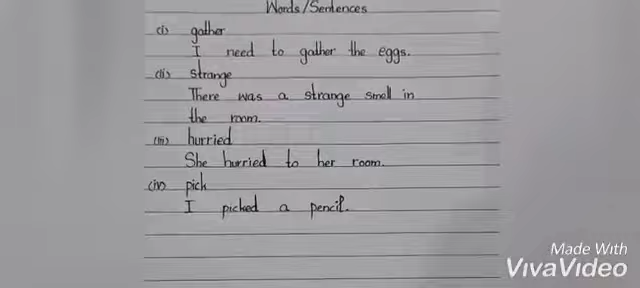 Words/Sentences
(i) gather
I need to gather the eggs.
(ii) strange
There was a strange smell in
the room.
(iii) hurried
She hurried to her room.
(iv) pick
I picked a pencil.
Made With
VivaVideo